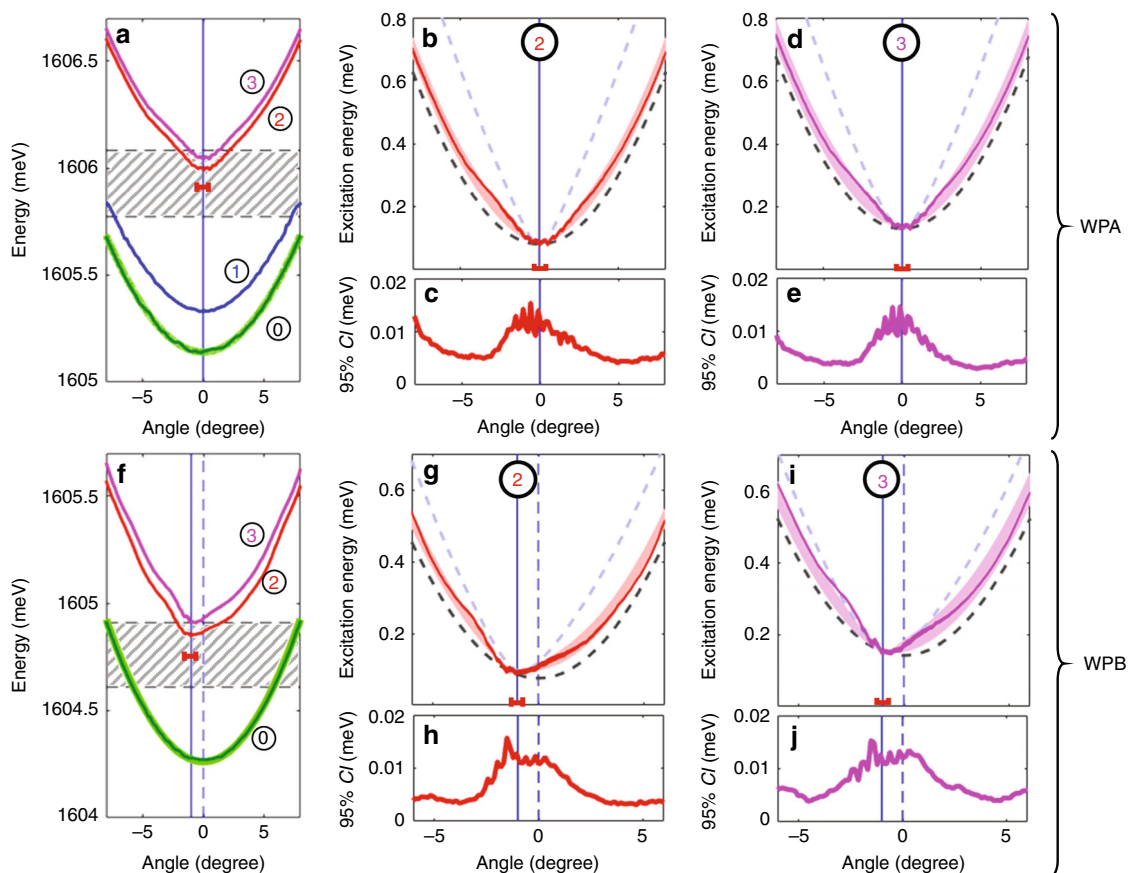 a
1606.5
1606
1605.5
1605
Energy (meV)
3
2
1
0
−5
0
5
Angle (degree)
b
2
0.8
0.6
0.4
0.2
Excitation energy (meV)
c
0.02
0.01
0
95% CI (meV)
−5
0
5
Angle (degree)
d
3
0.8
0.6
0.4
0.2
Excitation energy (meV)
e
0.02
0.01
0
95% CI (meV)
−5
0
5
Angle (degree)
WPA
f
1605.5
1605
1604.5
1604
Energy (meV)
3
2
0
−5
0
5
Angle (degree)
g
2
0.6
0.4
0.2
Excitation energy (meV)
h
0.02
0.01
0
95% CI (meV)
−5
0
5
Angle (degree)
i
3
0.6
0.4
0.2
Excitation energy (meV)
j
0.02
0.01
0
95% CI (meV)
−5
0
5
Angle (degree)
WPB